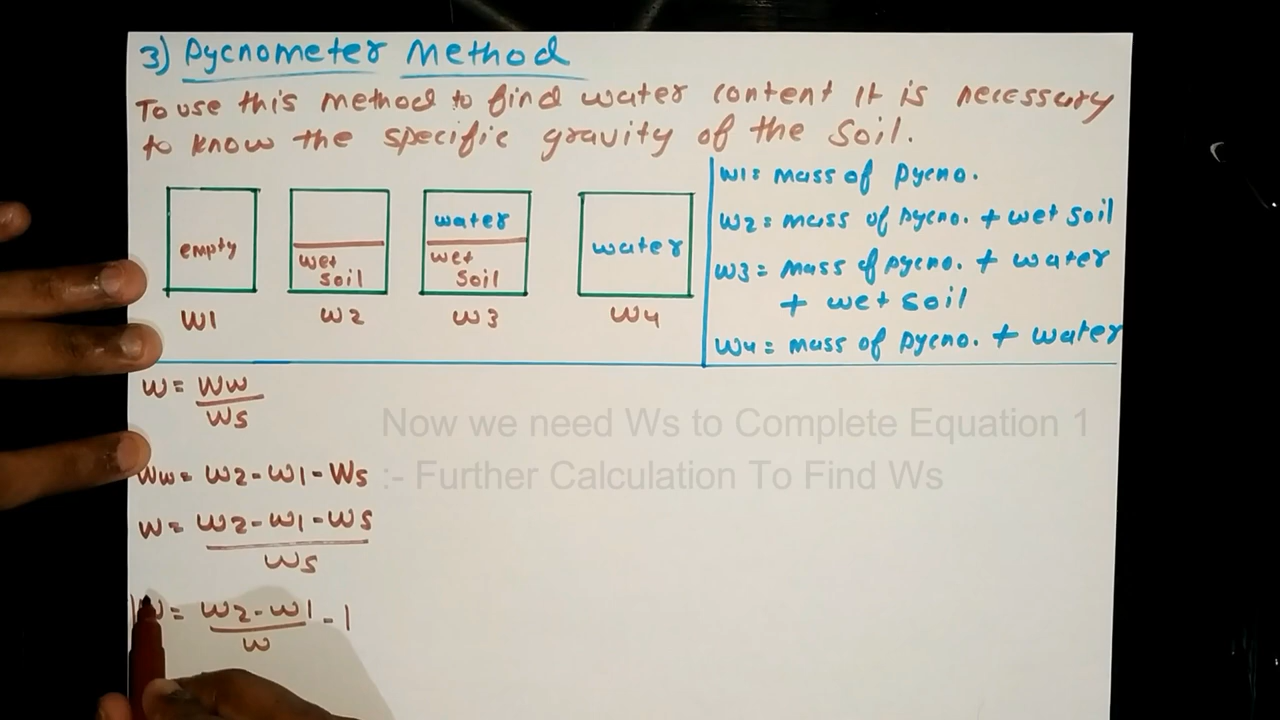 3) Pycnometer Method
To use this method to find water content it is necessary
to know the specific gravity of the soil.
empty
wet
soil
water
wet
soil
water
W1
W2
W3
W4
W1= mass of pycno.
W2= mass of pycno. + wet soil
W3 = mass of pycno. + water
+ wet soil
W4 = mass of pycno. + water
W = Ww
Ws
Now we need Ws to Complete Equation 1
Ww = W2-W1-Ws
:- Further Calculation To Find Ws
W = W2-W1-Ws
Ws
W = W2-W1 -1
W